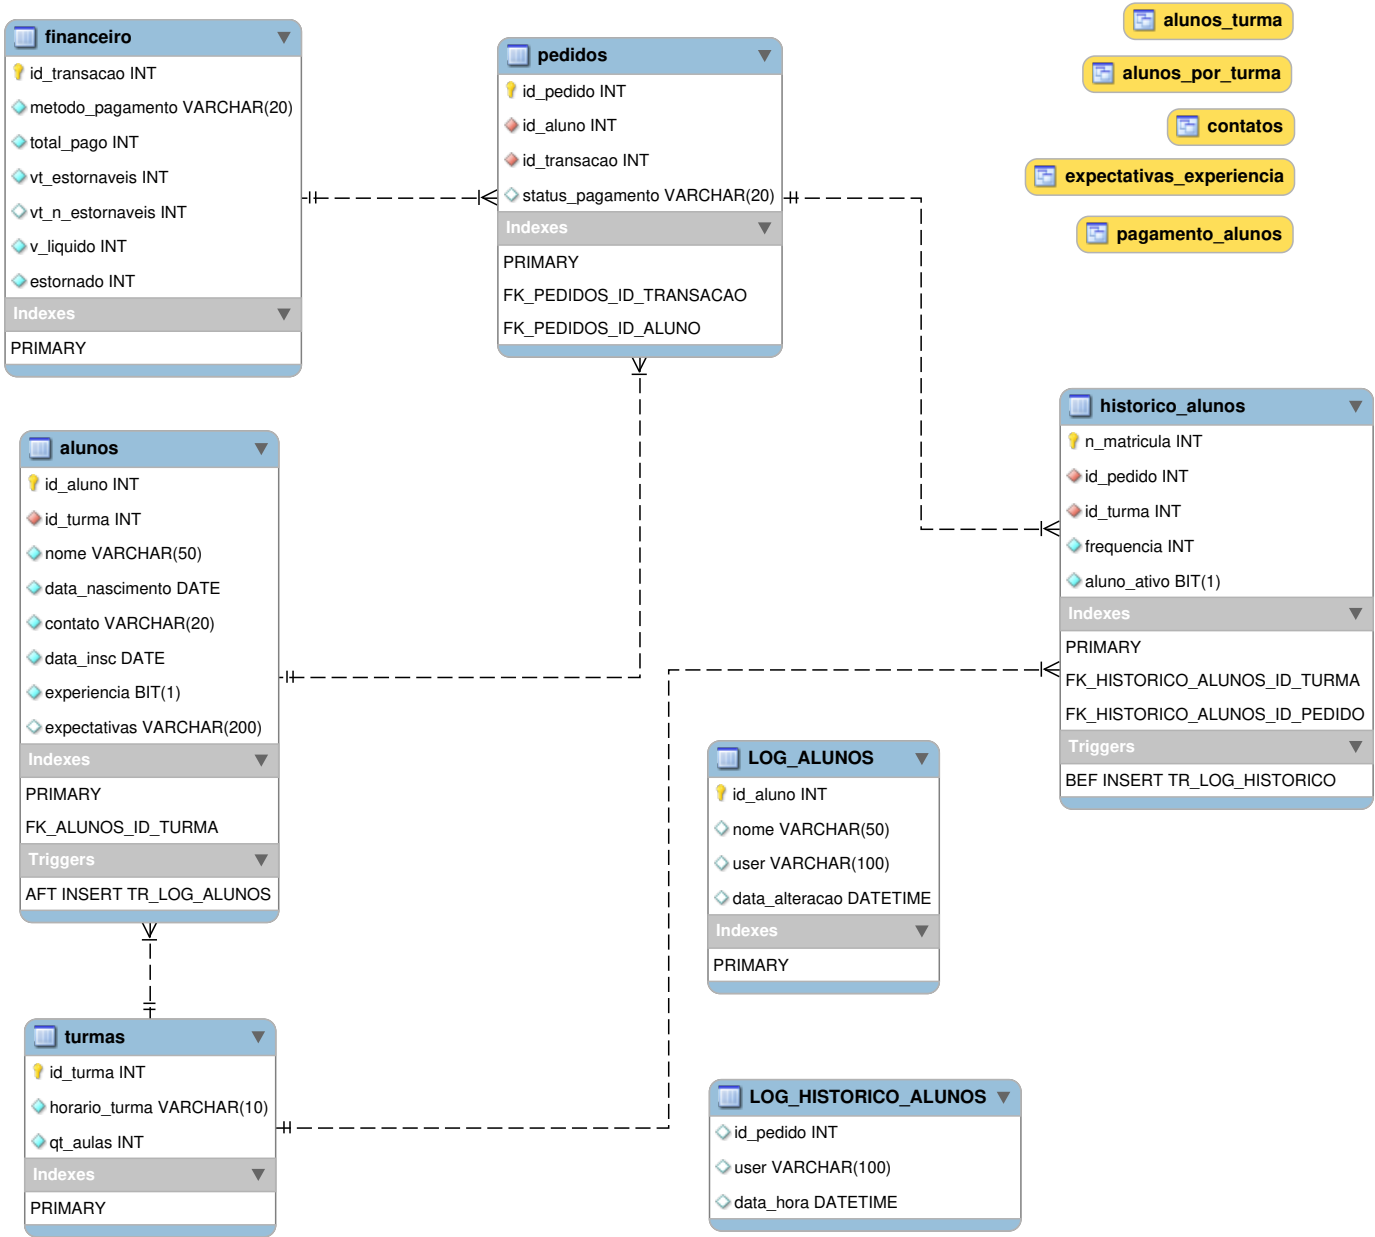 financeiro
id_transacao INT
metodo_pagamento VARCHAR(20)
total_pago INT
vt_estornaveis INT
vt_n_estornaveis INT
v_liquido INT
estornado INT
Indexes
PRIMARY
pedidos
id_pedido INT
id_aluno INT
id_transacao INT
status_pagamento VARCHAR(20)
Indexes
PRIMARY
FK_PEDIDOS_ID_TRANSACAO
FK_PEDIDOS_ID_ALUNO
alunos_turma
alunos_por_turma
contatos
expectativas_experiencia
pagamento_alunos
historico_alunos
n_matricula INT
id_pedido INT
id_turma INT
frequencia INT
aluno_ativo BIT(1)
Indexes
PRIMARY
FK_HISTORICO_ALUNOS_ID_TURMA
FK_HISTORICO_ALUNOS_ID_PEDIDO
Triggers
BEF INSERT TR_LOG_HISTORICO
alunos
id_aluno INT
id_turma INT
nome VARCHAR(50)
data_nascimento DATE
contato VARCHAR(20)
data_insc DATE
experiencia BIT(1)
expectativas VARCHAR(200)
Indexes
PRIMARY
FK_ALUNOS_ID_TURMA
Triggers
AFT INSERT TR_LOG_ALUNOS
LOG_ALUNOS
id_aluno INT
nome VARCHAR(50)
user VARCHAR(100)
data_alteracao DATETIME
Indexes
PRIMARY
turmas
id_turma INT
horario_turma VARCHAR(10)
qt_aulas INT
Indexes
PRIMARY
LOG_HISTORICO_ALUNOS
id_pedido INT
user VARCHAR(100)
data_hora DATETIME